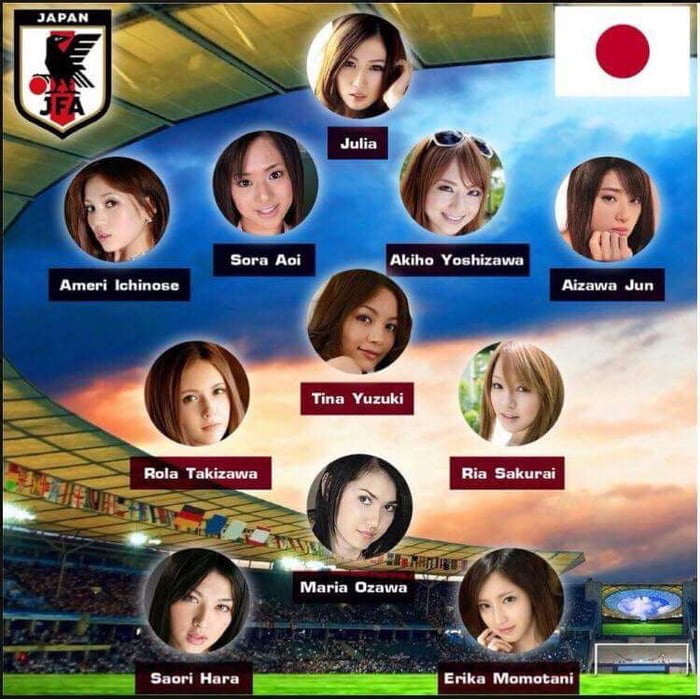 JAPAN
JFA
Julia
Ameri Ichinose
Sora Aoi
Akiho Yoshizawa
Aizawa Jun
Tina Yuzuki
Rola Takizawa
Ria Sakurai
Maria Ozawa
Saori Hara
Erika Momotani